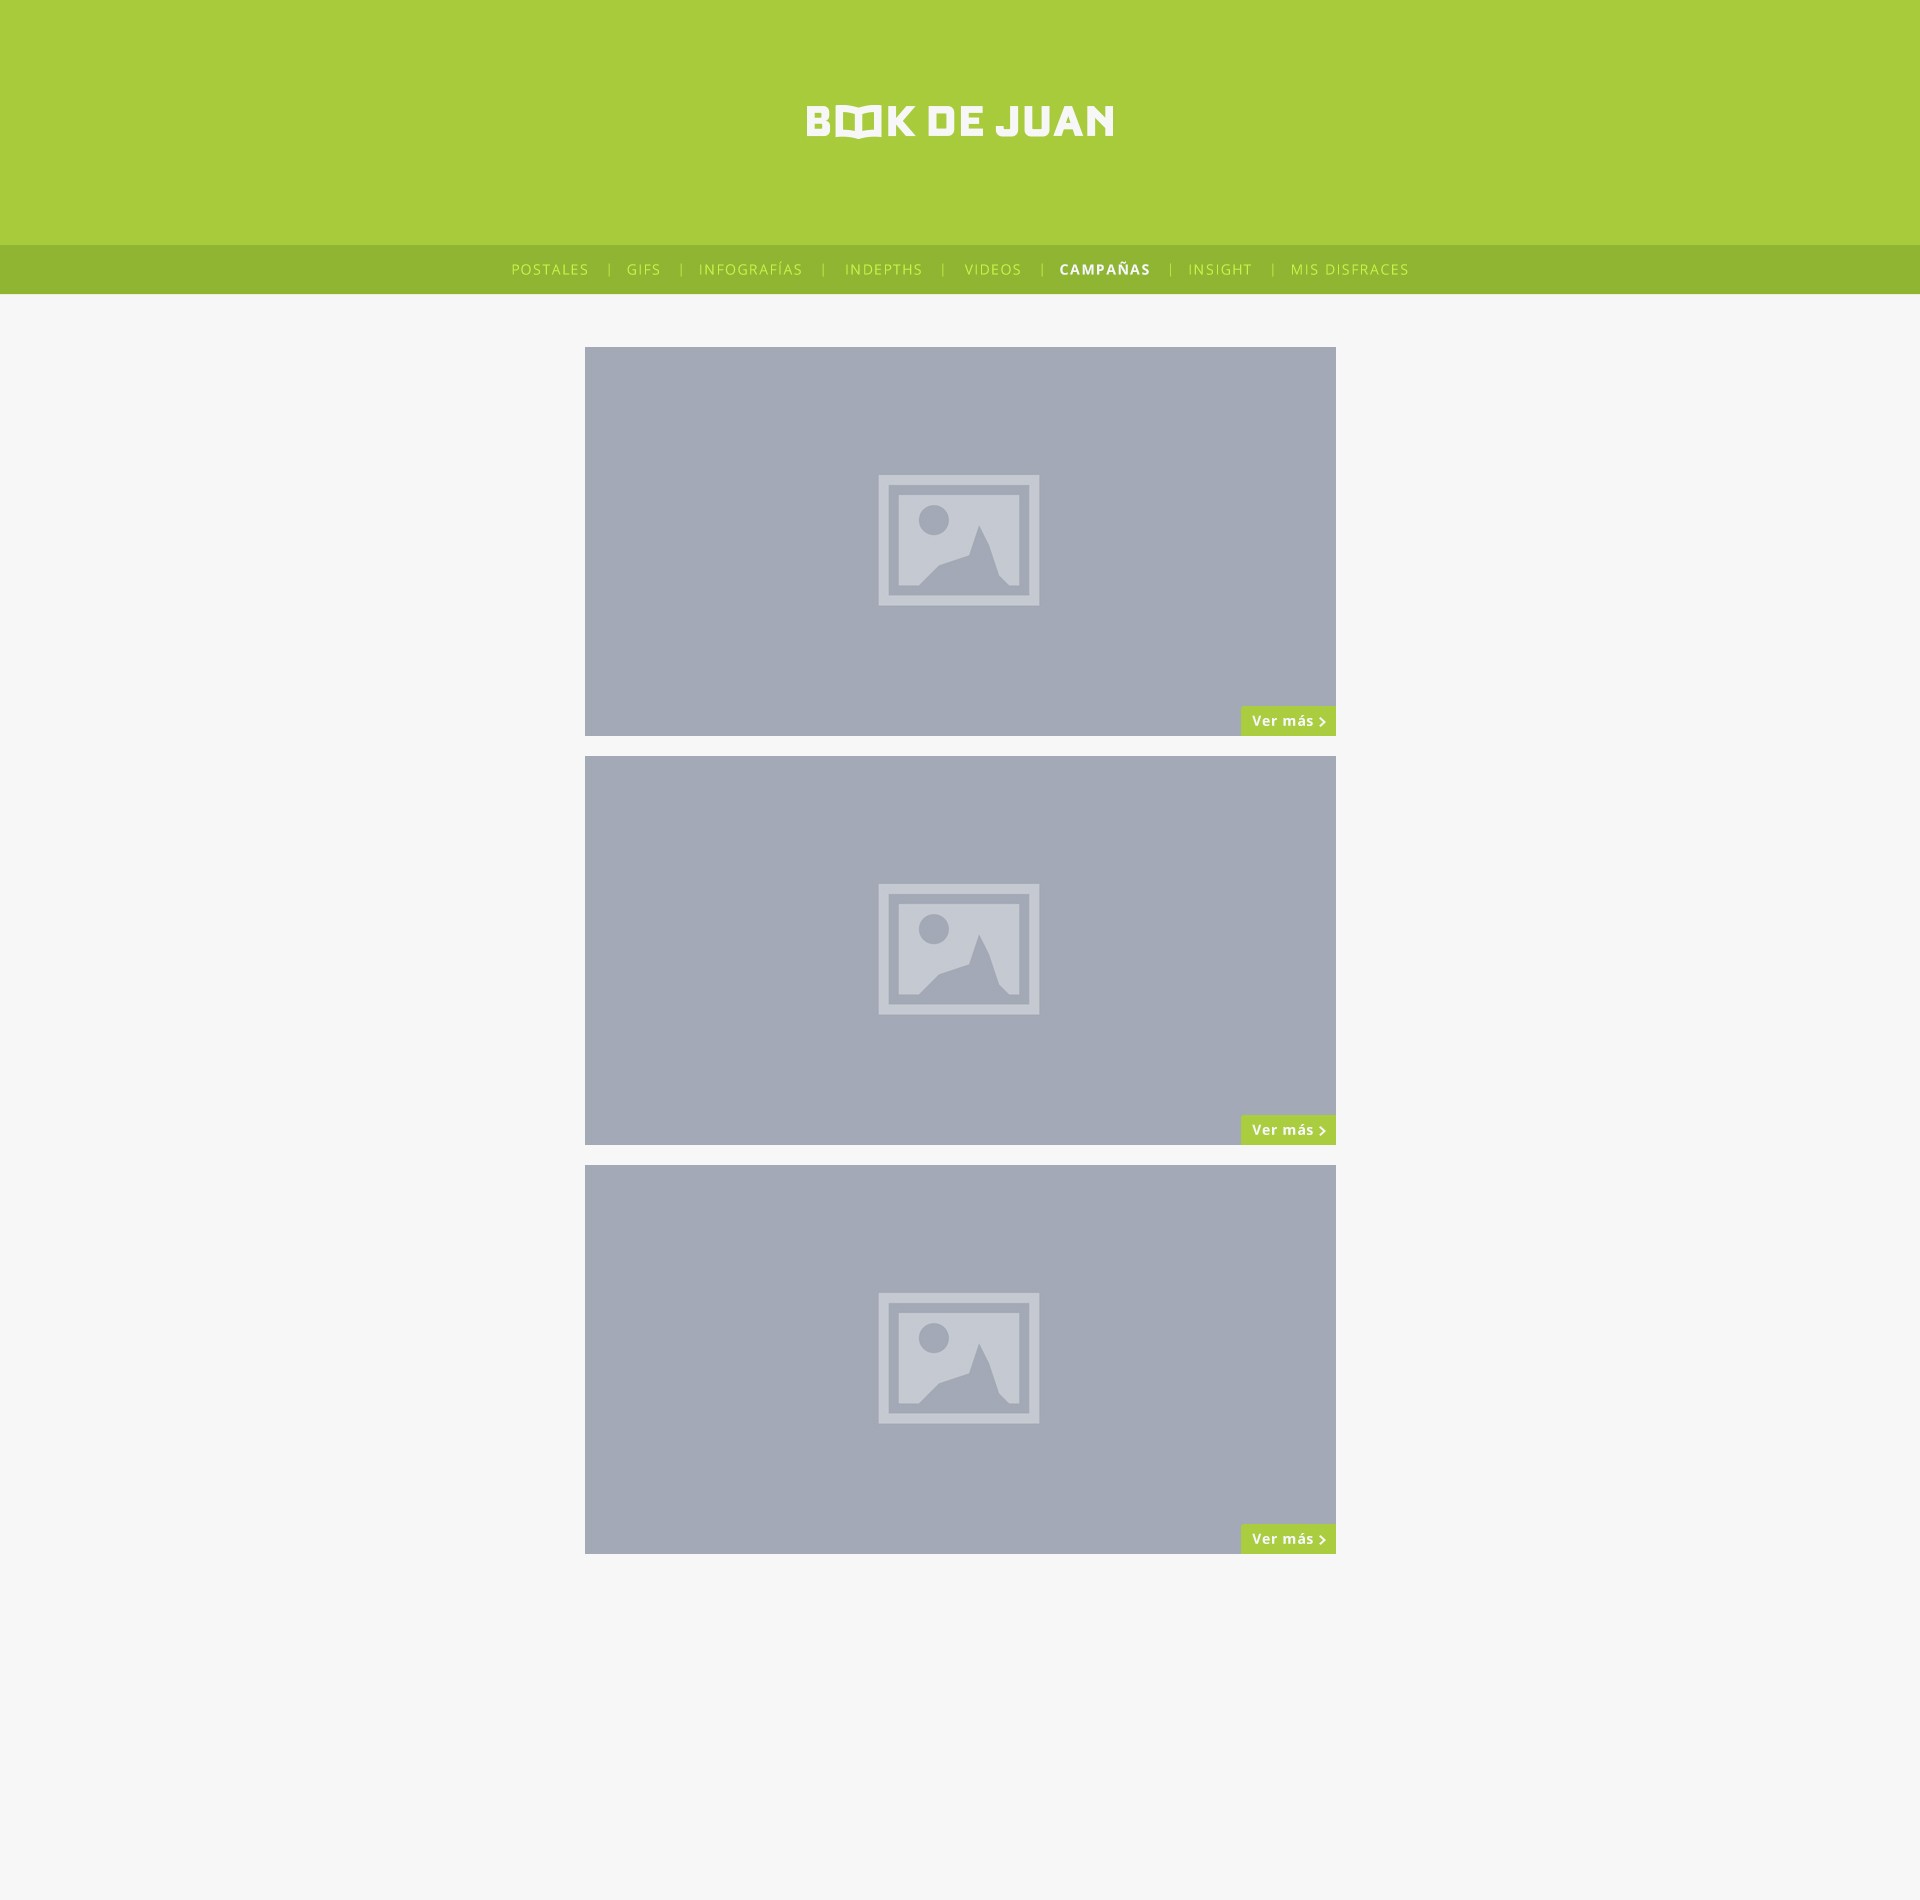 BOOK DE JUAN
POSTALES | GIFS | INFOGRAFÍAS | INDEPTHS | VIDEOS | CAMPAÑAS | INSIGHT | MIS DISFRACES
Ver más >
Ver más >
Ver más >